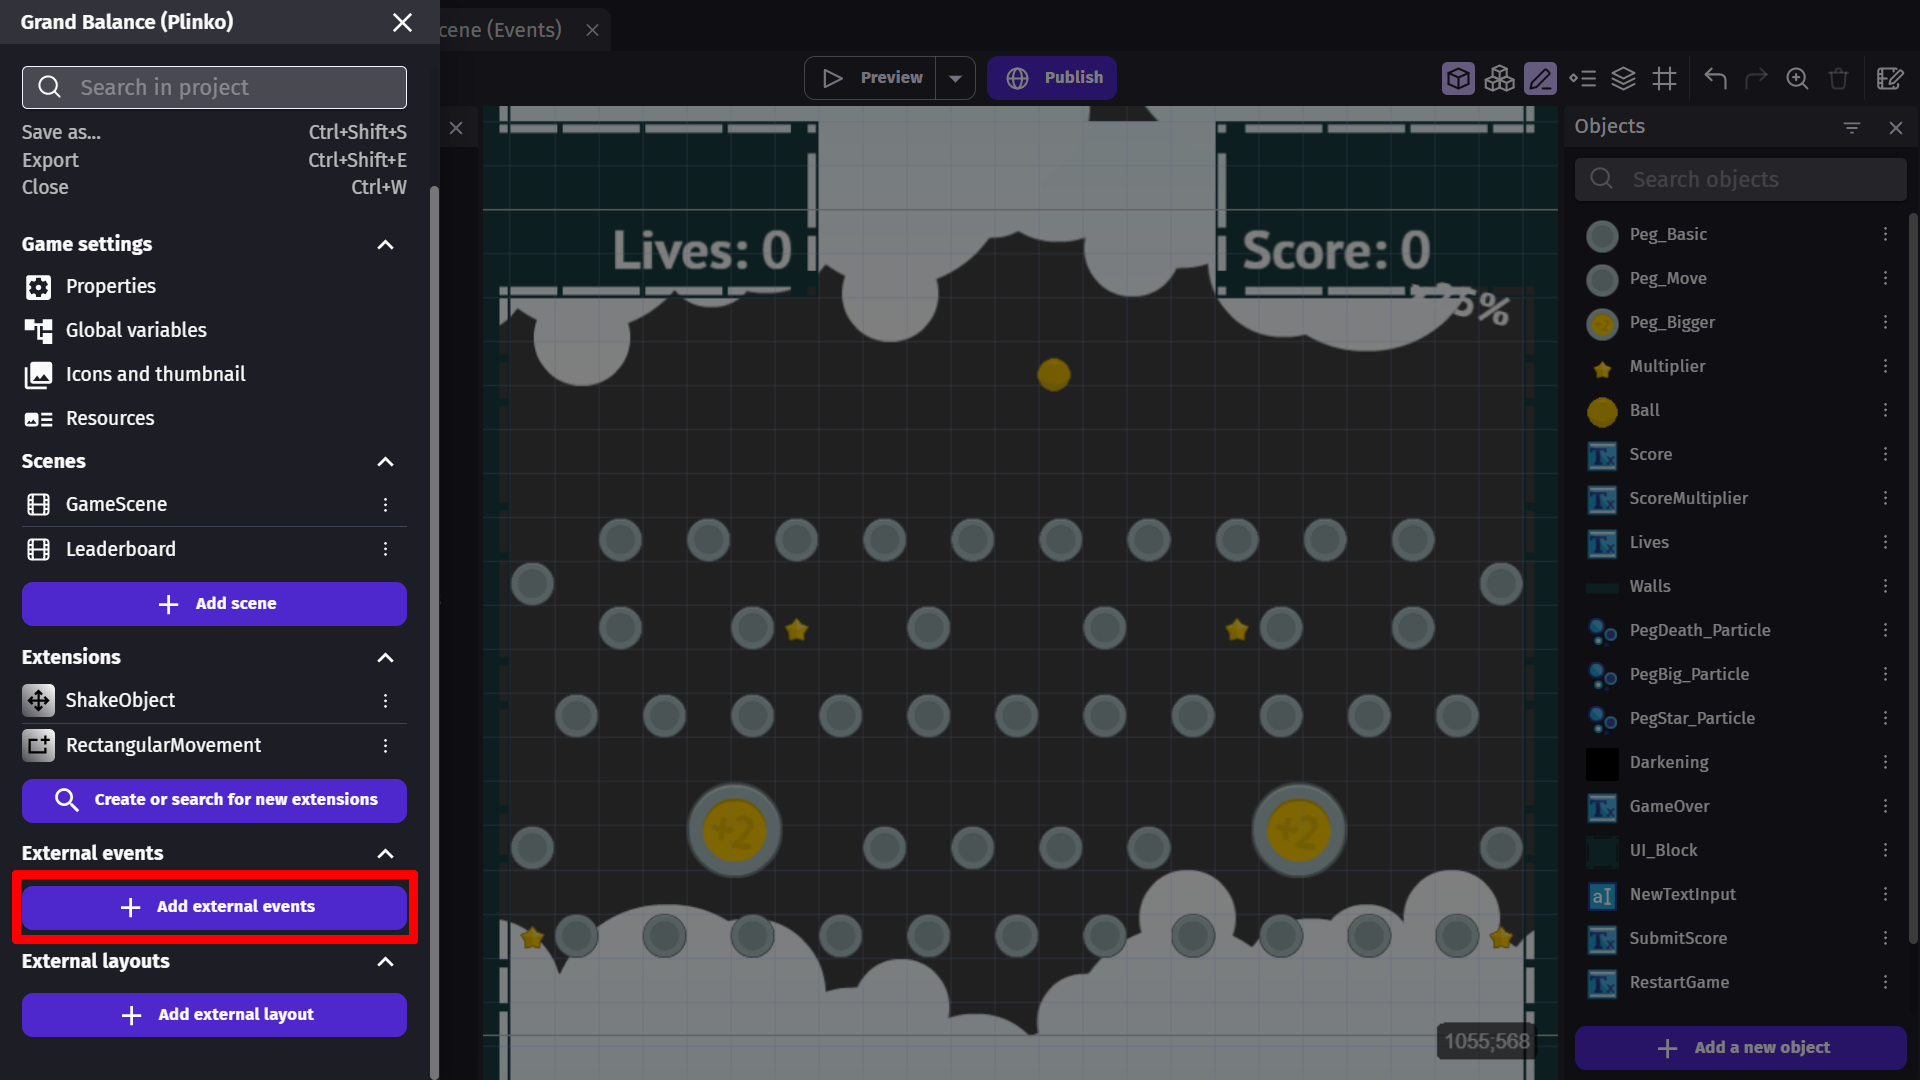 Grand Balance (Plinko)
Search in project
Save as... Ctrl+Shift+S
Export Ctrl+Shift+E
Close Ctrl+W
Game settings
Properties
Global variables
Icons and thumbnail
Resources
Scenes
GameScene
Leaderboard
Add scene
Extensions
ShakeObject
RectangularMovement
Create or search for new extensions
External events
Add external events
External layouts
Add external layout
cene (Events)
Preview
Publish
Lives: 0
Score: 0
+2
+2
1055;568
Objects
Search objects
Peg_Basic
Peg_Move
Peg_Bigger
Multiplier
Ball
Score
ScoreMultiplier
Lives
Walls
PegDeath_Particle
PegBig_Particle
PegStar_Particle
Darkening
GameOver
UI_Block
NewTextInput
SubmitScore
RestartGame
Add a new object